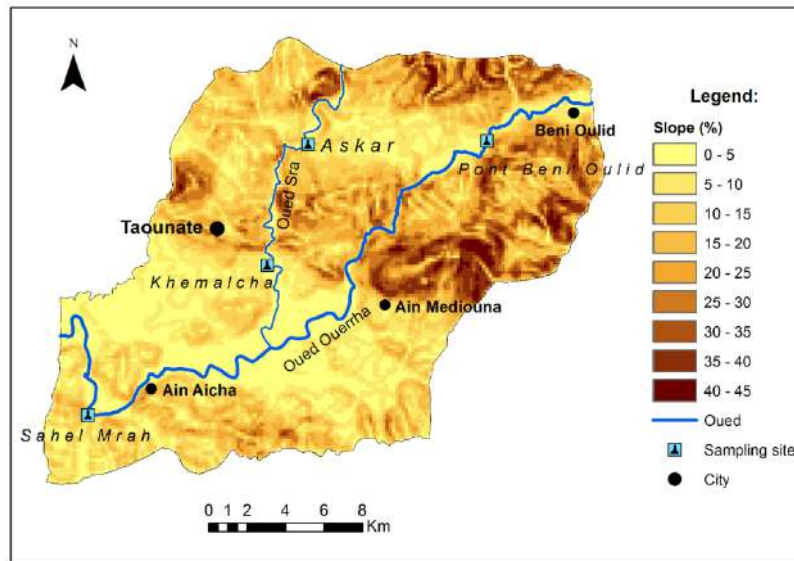 N
Askar
Beni Oulid
Pont Beni Oulid
Oued Sra
Taounate
Khemalcha
Ain Mediouna
Oued Ouerrha
Ain Aicha
Sahel Mrah
0 1 2 4 6 8
Km
Legend:
Slope (%)
0 - 5
5 - 10
10 - 15
15 - 20
20 - 25
25 - 30
30 - 35
35 - 40
40 - 45
Oued
Sampling site
City